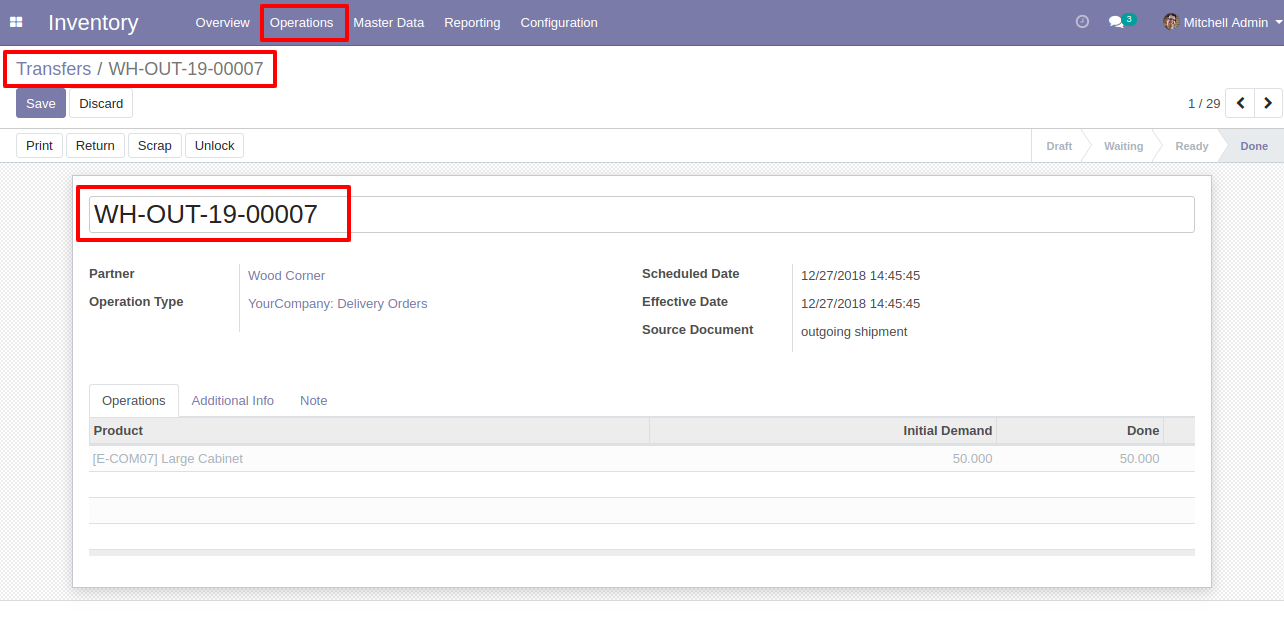 Inventory Overview Operations Master Data Reporting Configuration 3 Mitchell Admin
Transfers / WH-OUT-19-00007
Save Discard 1 / 29
Print Return Scrap Unlock Draft Waiting Ready Done
WH-OUT-19-00007
Partner Wood Corner Scheduled Date 12/27/2018 14:45:45
Operation Type YourCompany: Delivery Orders Effective Date 12/27/2018 14:45:45
Source Document outgoing shipment
Operations Additional Info Note
Product Initial Demand Done
[E-COM07] Large Cabinet 50.000 50.000